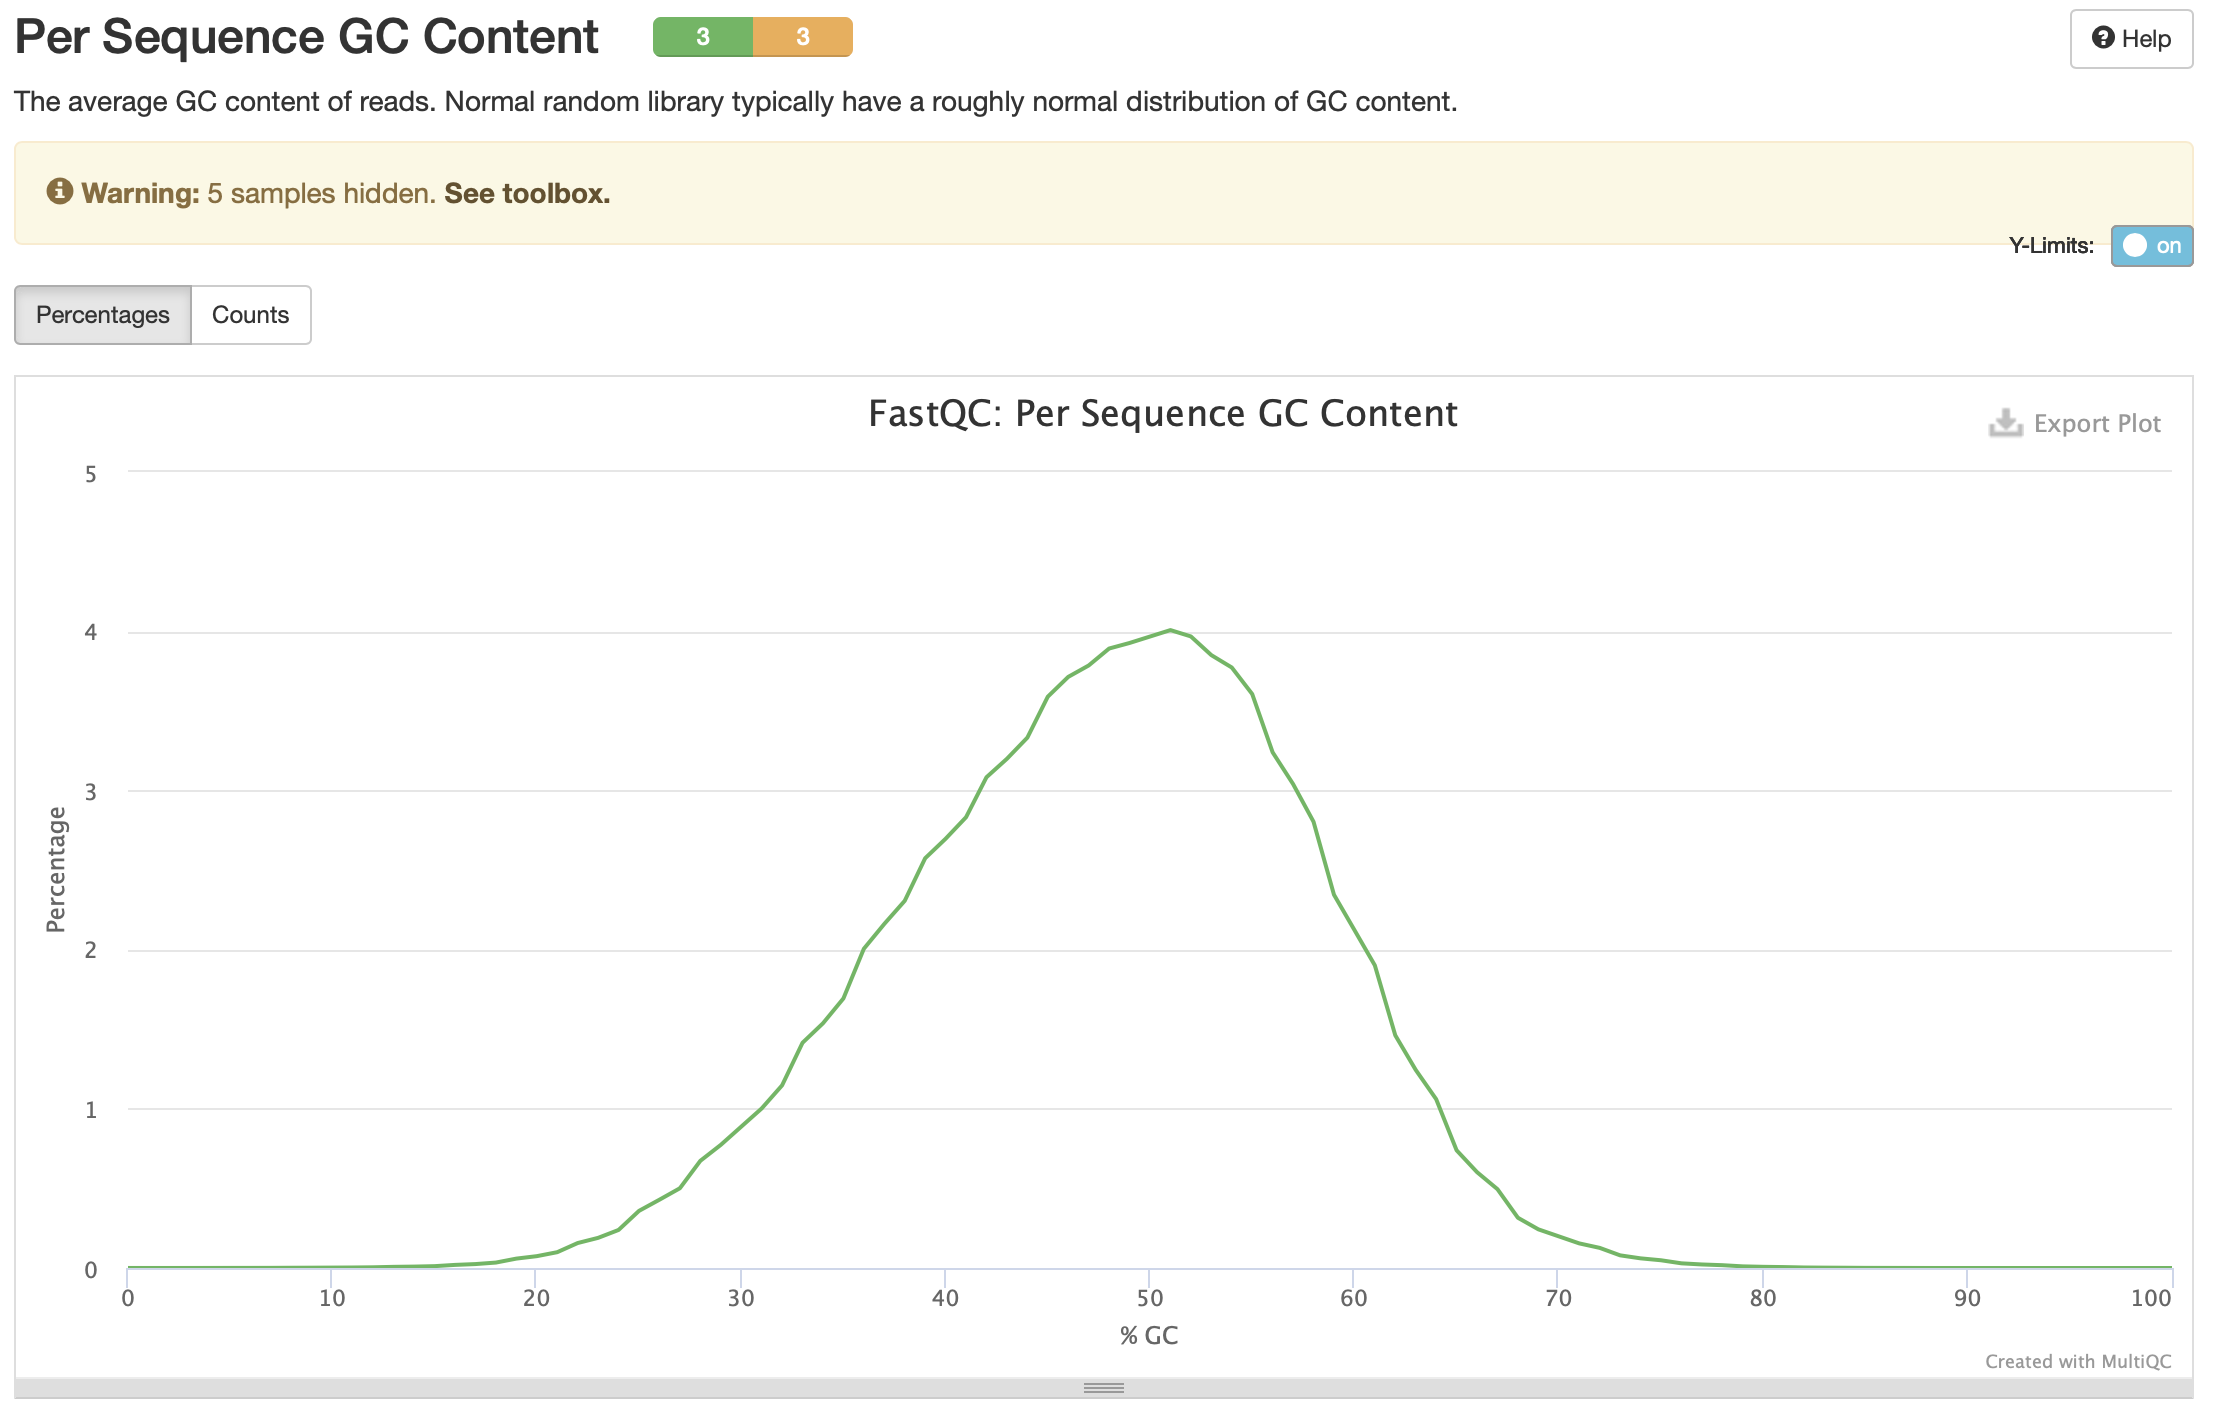 Per Sequence GC Content
3 3
Help
The average GC content of reads. Normal random library typically have a roughly normal distribution of GC content.
Warning: 5 samples hidden. See toolbox.
Y-Limits: on
Percentages Counts
FastQC: Per Sequence GC Content
Export Plot
5
4
3
2
1
0
Percentage
0 10 20 30 40 50 60 70 80 90 100
% GC
Created with MultiQC